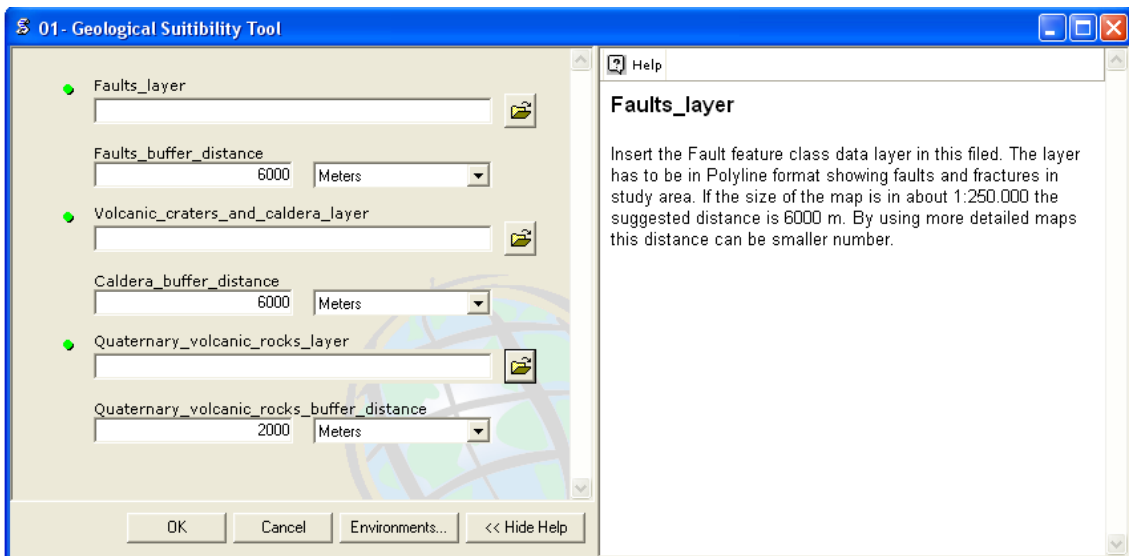 01- Geological Suitibility Tool
Faults_layer
Faults_buffer_distance
6000 Meters
Volcanic_craters_and_caldera_layer
Caldera_buffer_distance
6000 Meters
Quaternary_volcanic_rocks_layer
Quaternary_volcanic_rocks_buffer_distance
2000 Meters
OK Cancel Environments... << Hide Help
Help
Faults_layer
Insert the Fault feature class data layer in this filed. The layer
has to be in Polyline format showing faults and fractures in
study area. If the size of the map is in about 1:250.000 the
suggested distance is 6000 m. By using more detailed maps
this distance can be smaller number.